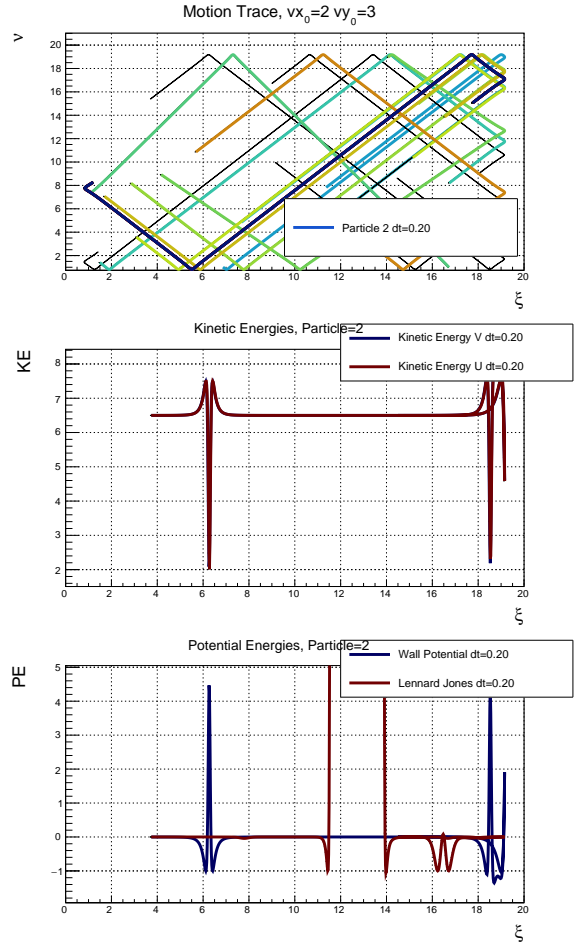 Motion Trace, vx0=2 vy0=3
ν
20
18
16
14
12
10
8
6
4
2
Particle 2 dt=0.20
0 2 4 6 8 10 12 14 16 18 20
ξ
Kinetic Energies, Particle=2
KE
Kinetic Energy V dt=0.20
Kinetic Energy U dt=0.20
8
7
6
5
4
3
2
0 2 4 6 8 10 12 14 16 18 20
ξ
Potential Energies, Particle=2
PE
Wall Potential dt=0.20
Lennard Jones dt=0.20
5
4
3
2
1
0
−1
0 2 4 6 8 10 12 14 16 18 20
ξ